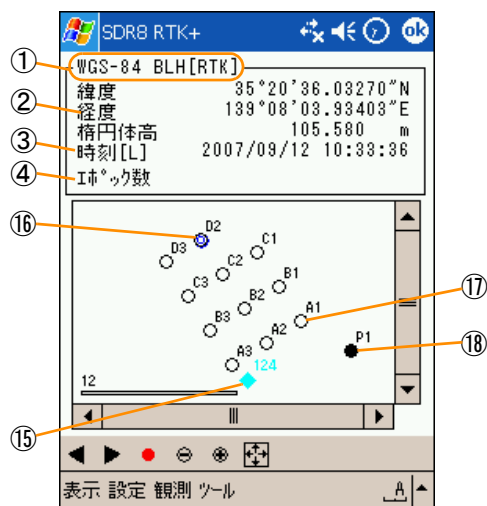 SDR8 RTK+ ok
① WGS-84 BLH[RTK]
緯度 35°20'36.03270"N
② 経度 139°08'03.93403"E
楕円体高 105.580 m
③ 時刻[L] 2007/09/12 10:33:36
④ ｴﾎﾟｯｸ数
⑯ D2
D3 C1
C2
C3 B1
B2 ⑰
B3 A1
A2 P1 ⑱
A3
124
12
⑮
表示 設定 観測 ﾂｰﾙ A